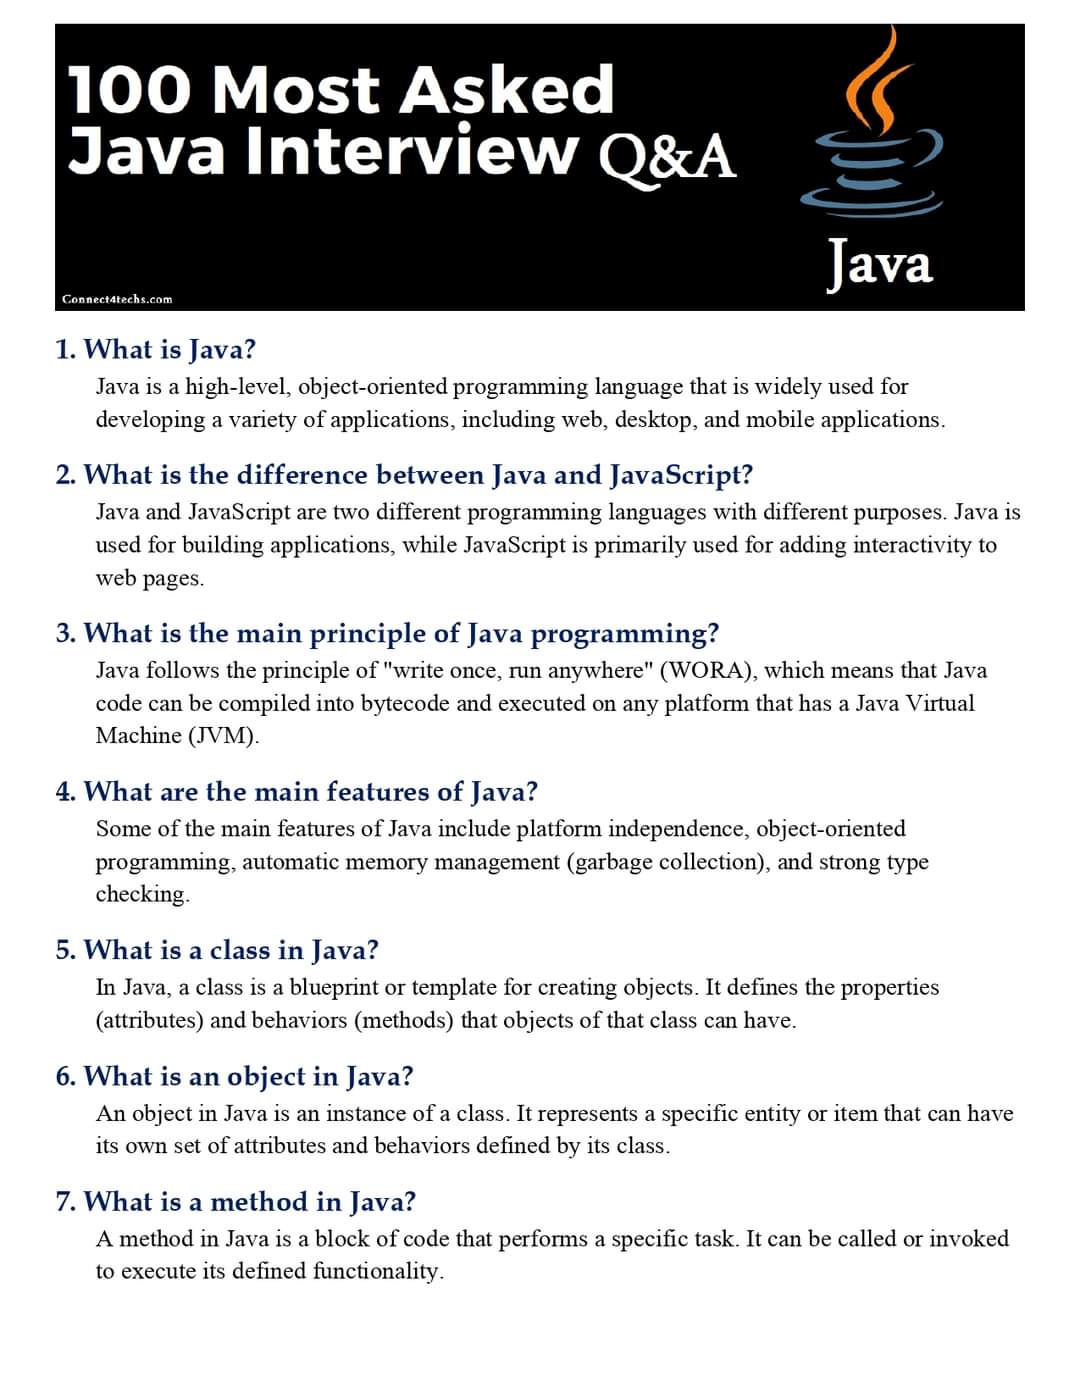 100 Most Asked
Java Interview Q&A
Java
Connect4techs.com
1. What is Java?
Java is a high-level, object-oriented programming language that is widely used for
developing a variety of applications, including web, desktop, and mobile applications.
2. What is the difference between Java and JavaScript?
Java and JavaScript are two different programming languages with different purposes. Java is
used for building applications, while JavaScript is primarily used for adding interactivity to
web pages.
3. What is the main principle of Java programming?
Java follows the principle of "write once, run anywhere" (WORA), which means that Java
code can be compiled into bytecode and executed on any platform that has a Java Virtual
Machine (JVM).
4. What are the main features of Java?
Some of the main features of Java include platform independence, object-oriented
programming, automatic memory management (garbage collection), and strong type
checking.
5. What is a class in Java?
In Java, a class is a blueprint or template for creating objects. It defines the properties
(attributes) and behaviors (methods) that objects of that class can have.
6. What is an object in Java?
An object in Java is an instance of a class. It represents a specific entity or item that can have
its own set of attributes and behaviors defined by its class.
7. What is a method in Java?
A method in Java is a block of code that performs a specific task. It can be called or invoked
to execute its defined functionality.